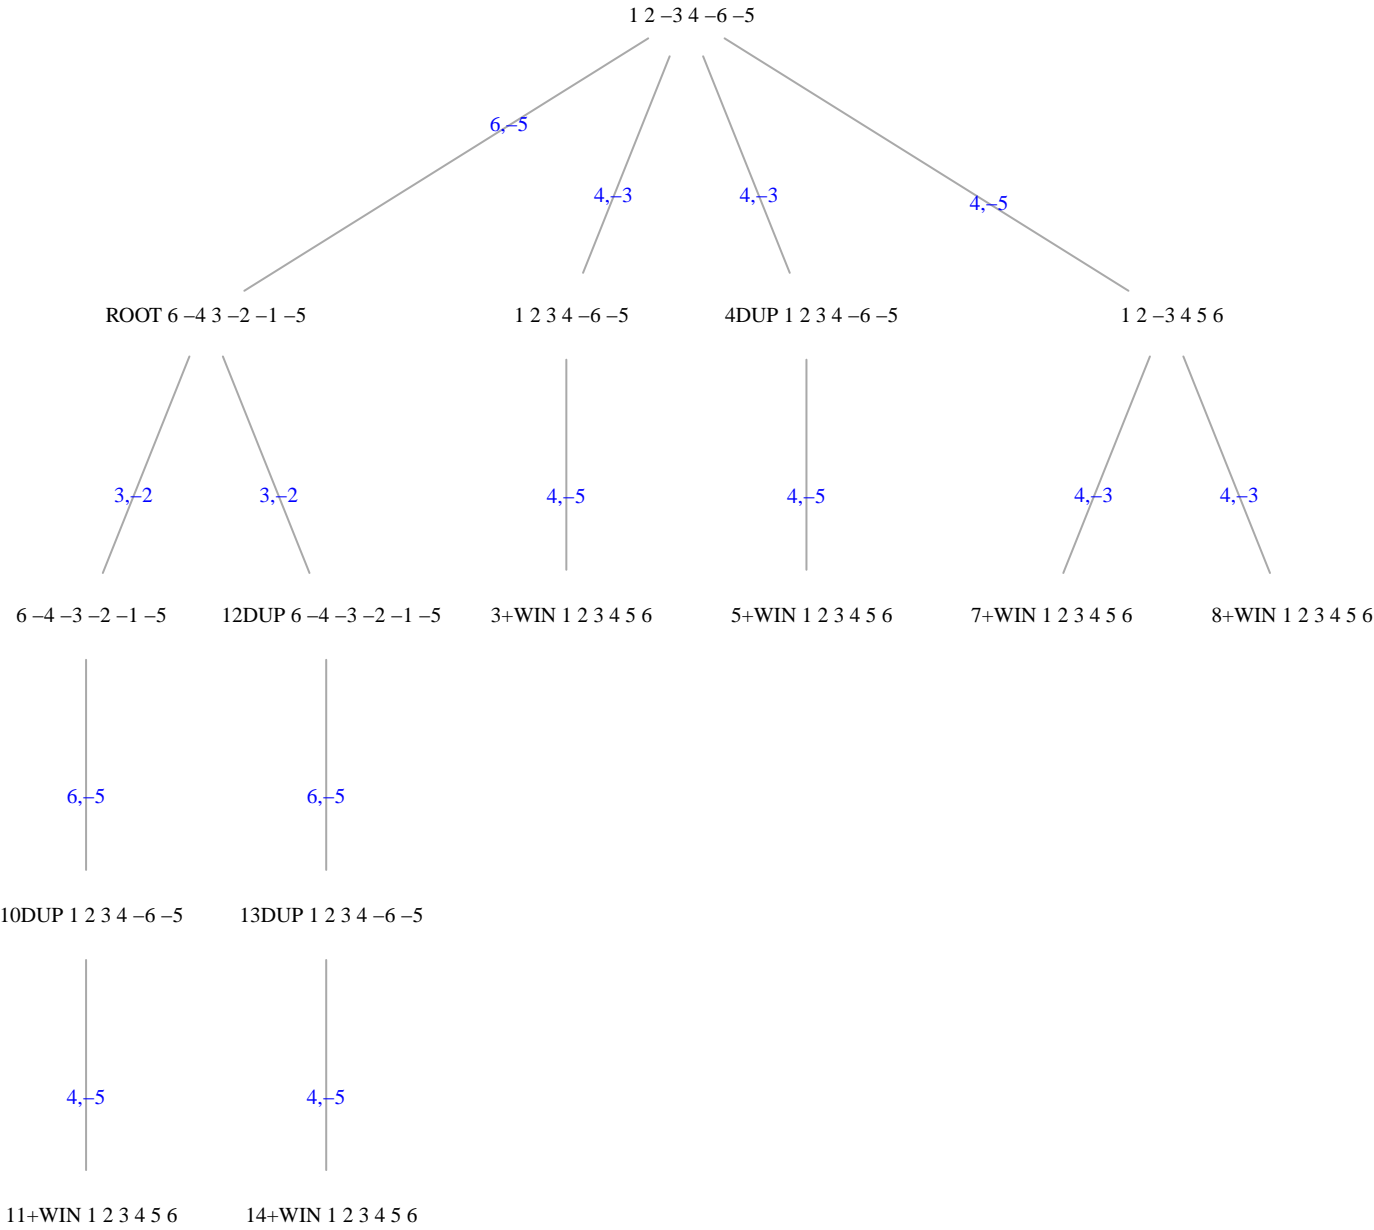 1 2 −3 4 −6 −5
6,−5
4,−3
4,−3
4,−5
ROOT 6 −4 3 −2 −1 −5
1 2 3 4 −6 −5
4DUP 1 2 3 4 −6 −5
1 2 −3 4 5 6
3,−2
3,−2
4,−5
4,−5
4,−3
4,−3
6 −4 −3 −2 −1 −5
12DUP 6 −4 −3 −2 −1 −5
3+WIN 1 2 3 4 5 6
5+WIN 1 2 3 4 5 6
7+WIN 1 2 3 4 5 6
8+WIN 1 2 3 4 5 6
6,−5
6,−5
10DUP 1 2 3 4 −6 −5
13DUP 1 2 3 4 −6 −5
4,−5
4,−5
11+WIN 1 2 3 4 5 6
14+WIN 1 2 3 4 5 6